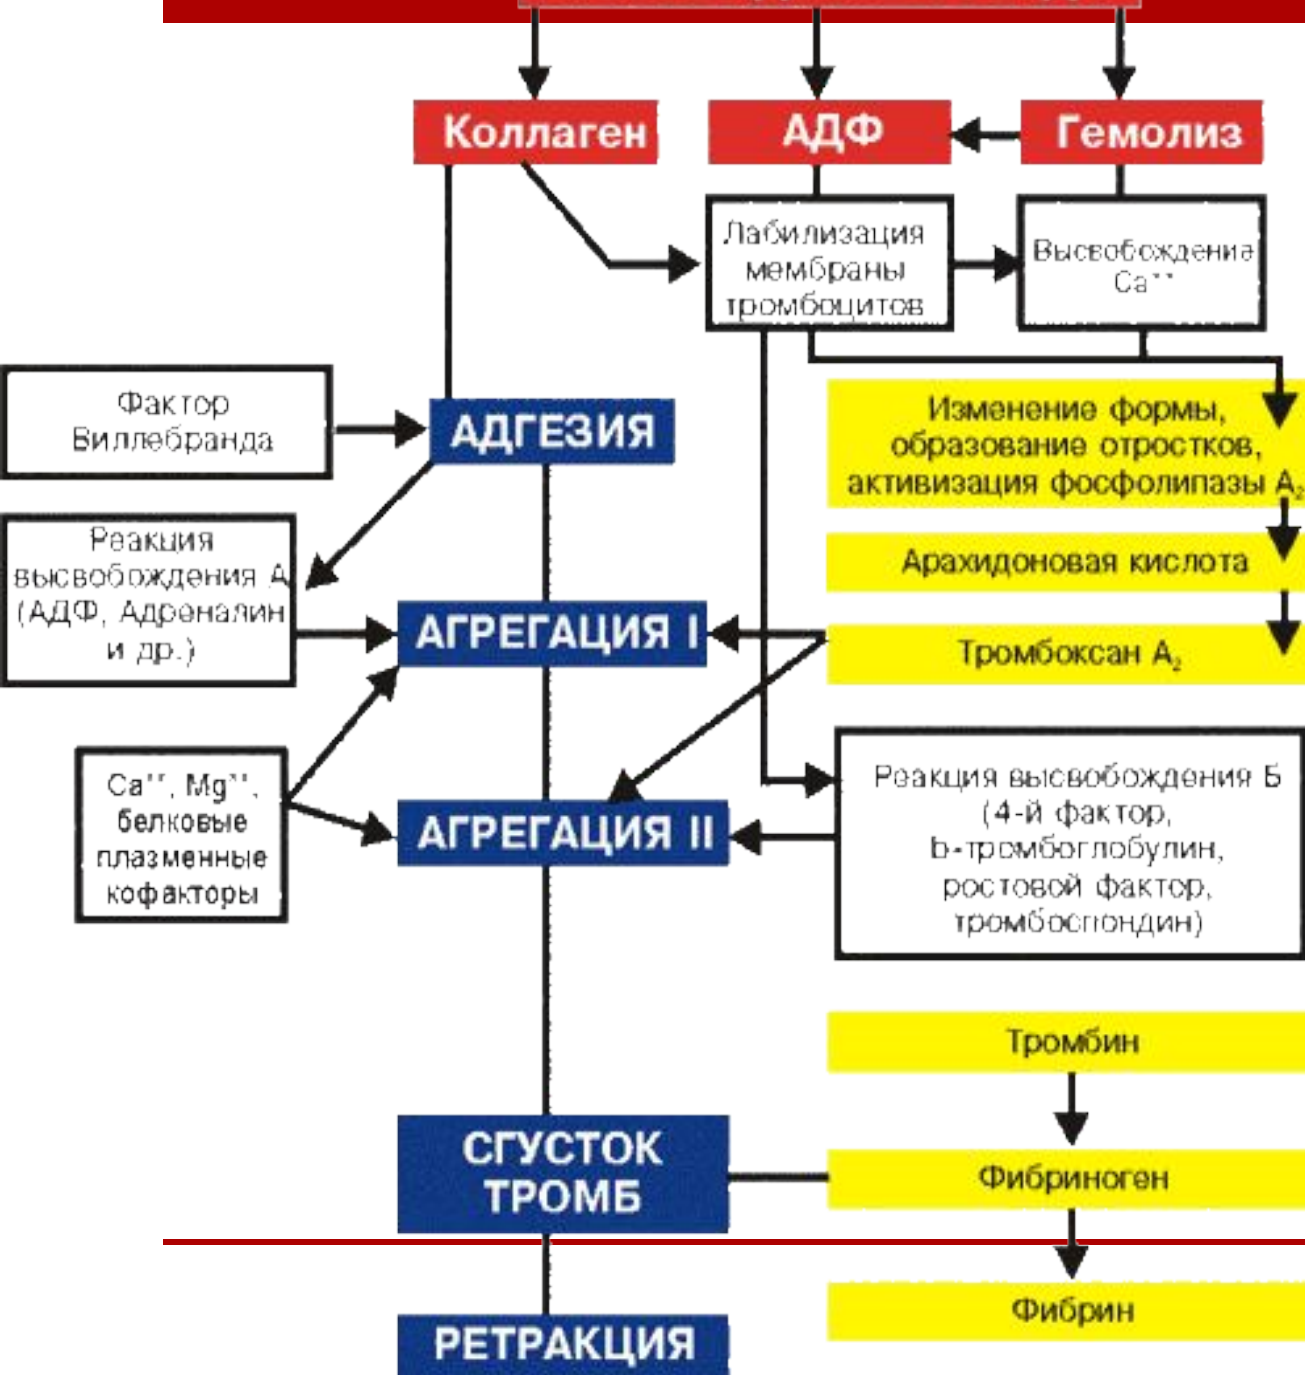 Коллаген
АДФ
Гемолиз
Лабилизация
мембраны
тромбоцитов
Высвобождение
Ca⁺⁺
Фактор
Виллебранда
АДГЕЗИЯ
Изменение формы,
образование отростков,
активизация фосфолипазы А₂
Реакция
высвобождения А
(АДФ, Адреналин
и др.)
Арахидоновая кислота
АГРЕГАЦИЯ I
Тромбоксан А₂
Ca⁺⁺, Mg⁺⁺,
белковые
плазменные
кофакторы
АГРЕГАЦИЯ II
Реакция высвобождения Б
(4-й фактор,
b-тромбоглобулин,
ростовой фактор,
тромбоспондин)
Тромбин
СГУСТОК
ТРОМБ
Фибриноген
Фибрин
РЕТРАКЦИЯ